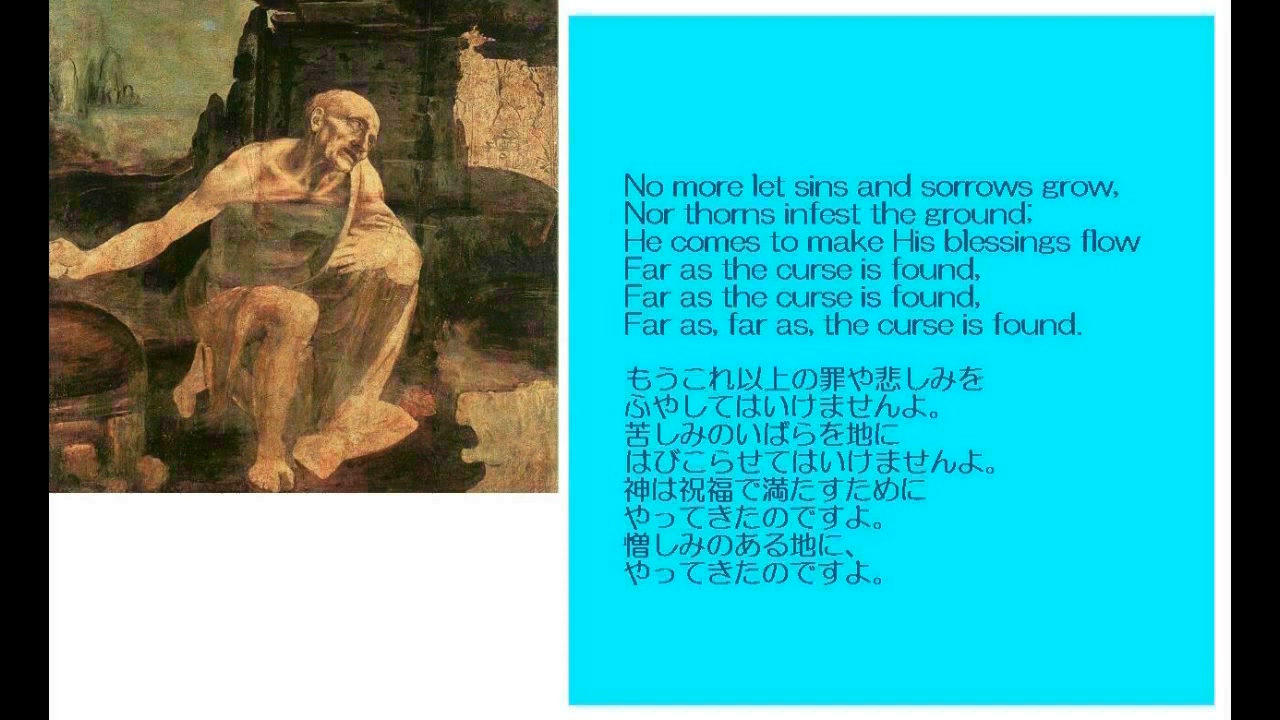 No more let sins and sorrows grow,
Nor thorns infest the ground;
He comes to make His blessings flow
Far as the curse is found,
Far as the curse is found,
Far as, far as, the curse is found.
もうこれ以上の罪や悲しみを
ふやしてはいけませんよ。
苦しみのいばらを地に
はびこらせてはいけませんよ。
神は祝福で満たすために
やってきたのですよ。
憎しみのある地に、
やってきたのですよ。